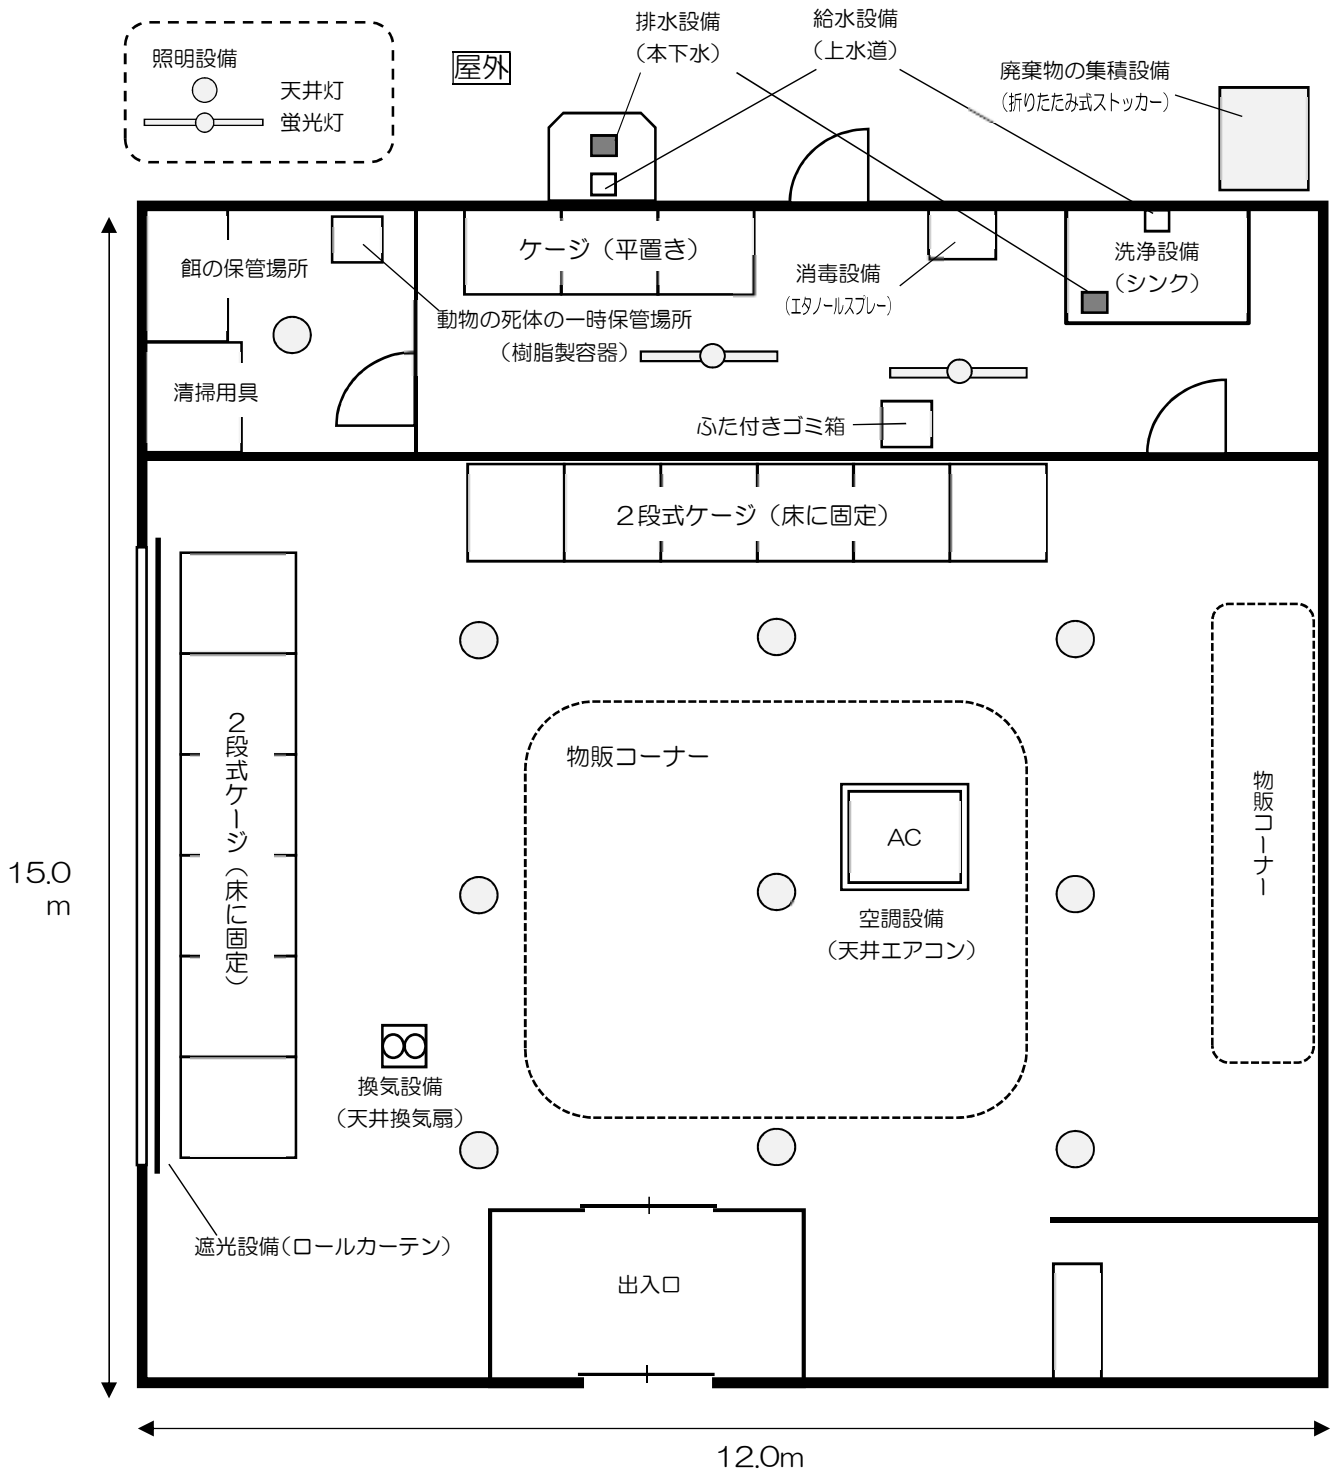 排水設備
（本下水）
給水設備
（上水道）
照明設備
天井灯
蛍光灯
屋外
廃棄物の集積設備
（折りたたみ式ストッカー）
餌の保管場所
ケージ（平置き）
消毒設備
（エタノールスプレー）
洗浄設備
（シンク）
動物の死体の一時保管場所
（樹脂製容器）
清掃用具
ふた付きゴミ箱
２段式ケージ（床に固定）
２段式ケージ（床に固定）
物販コーナー
物販コーナー
AC
空調設備
（天井エアコン）
15.0
m
換気設備
（天井換気扇）
遮光設備（ロールカーテン）
出入口
12.0m